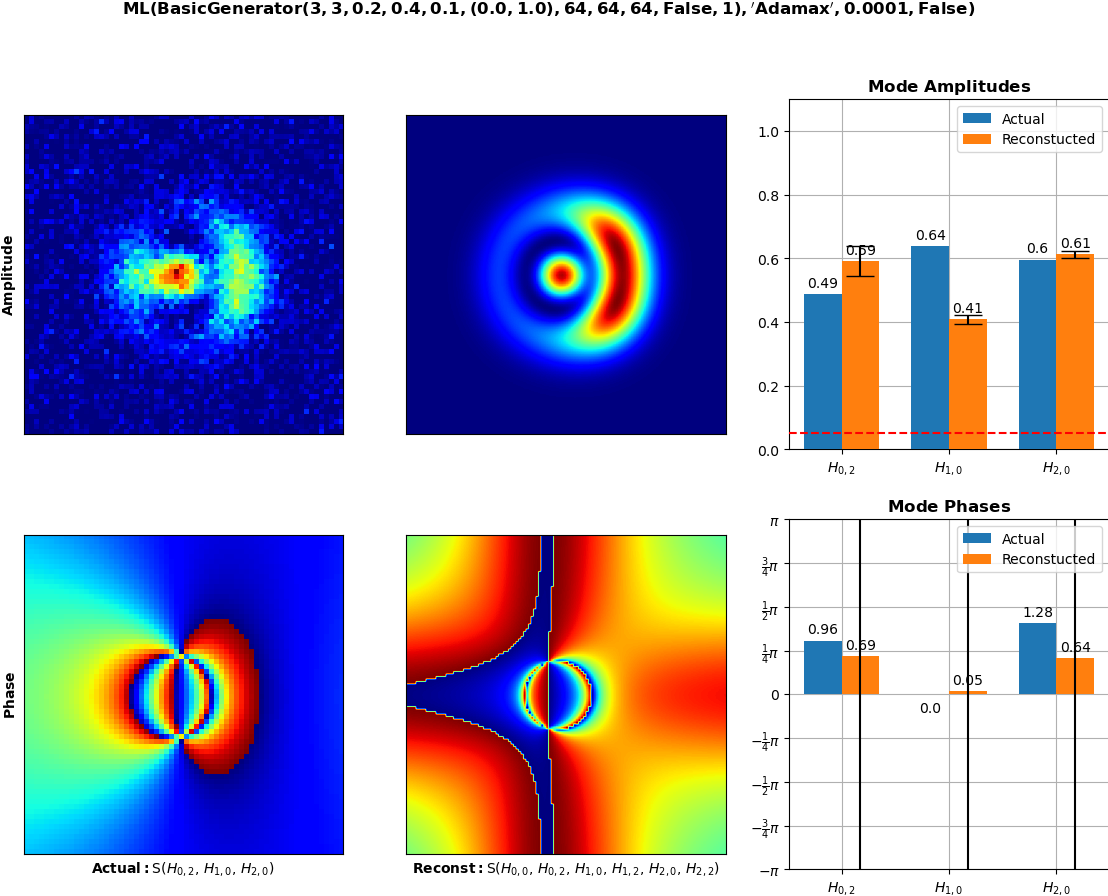 ML(BasicGenerator(3, 3, 0.2, 0.4, 0.1, (0.0, 1.0), 64, 64, 64, False, 1), ′Adamax′, 0.0001, False)
Amplitude
Mode Amplitudes
Actual
Reconstucted
1.0
0.8
0.6
0.4
0.2
0.0
0.49
0.59
0.64
0.41
0.6
0.61
H0,2
H1,0
H2,0
Phase
Actual: S(H0,2, H1,0, H2,0)
Reconst: S(H0,0, H0,2, H1,0, H1,2, H2,0, H2,2)
Mode Phases
Actual
Reconstucted
π
3/4π
1/2π
1/4π
0
−1/4π
−1/2π
−3/4π
−π
0.96
0.69
0.0
0.05
1.28
0.64
H0,2
H1,0
H2,0